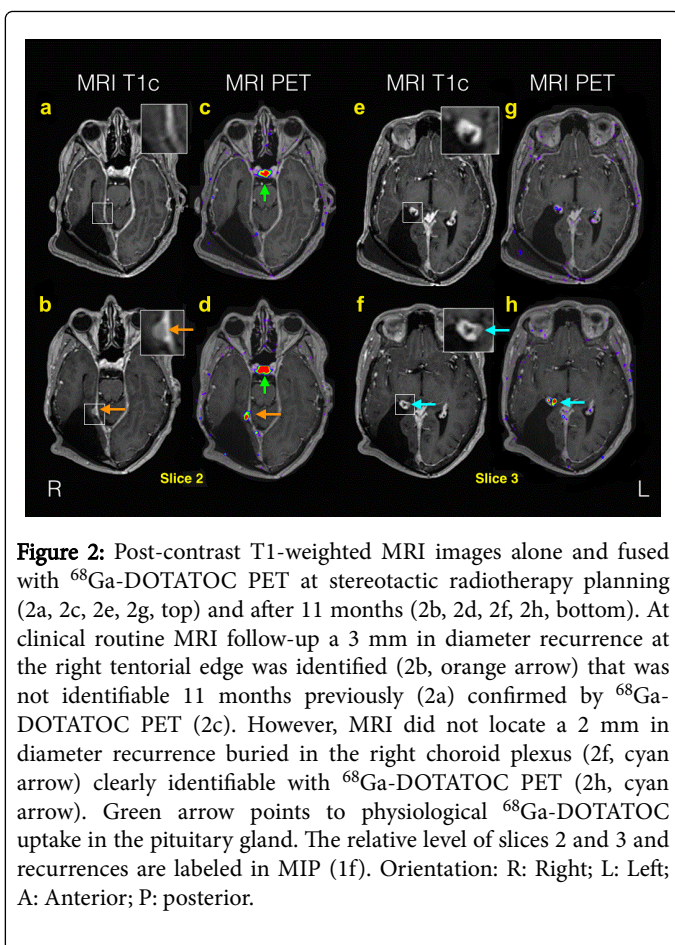 MRI T1c MRI PET MRI T1c MRI PET
a c e g
b d f h
R Slice 2 Slice 3 L
Figure 2: Post-contrast T1-weighted MRI images alone and fused
with ⁶⁸Ga-DOTATOC PET at stereotactic radiotherapy planning
(2a, 2c, 2e, 2g, top) and after 11 months (2b, 2d, 2f, 2h, bottom). At
clinical routine MRI follow-up a 3 mm in diameter recurrence at
the right tentorial edge was identified (2b, orange arrow) that was
not identifiable 11 months previously (2a) confirmed by ⁶⁸Ga-
DOTATOC PET (2c). However, MRI did not locate a 2 mm in
diameter recurrence buried in the right choroid plexus (2f, cyan
arrow) clearly identifiable with ⁶⁸Ga-DOTATOC PET (2h, cyan
arrow). Green arrow points to physiological ⁶⁸Ga-DOTATOC
uptake in the pituitary gland. The relative level of slices 2 and 3 and
recurrences are labeled in MIP (1f). Orientation: R: Right; L: Left;
A: Anterior; P: posterior.